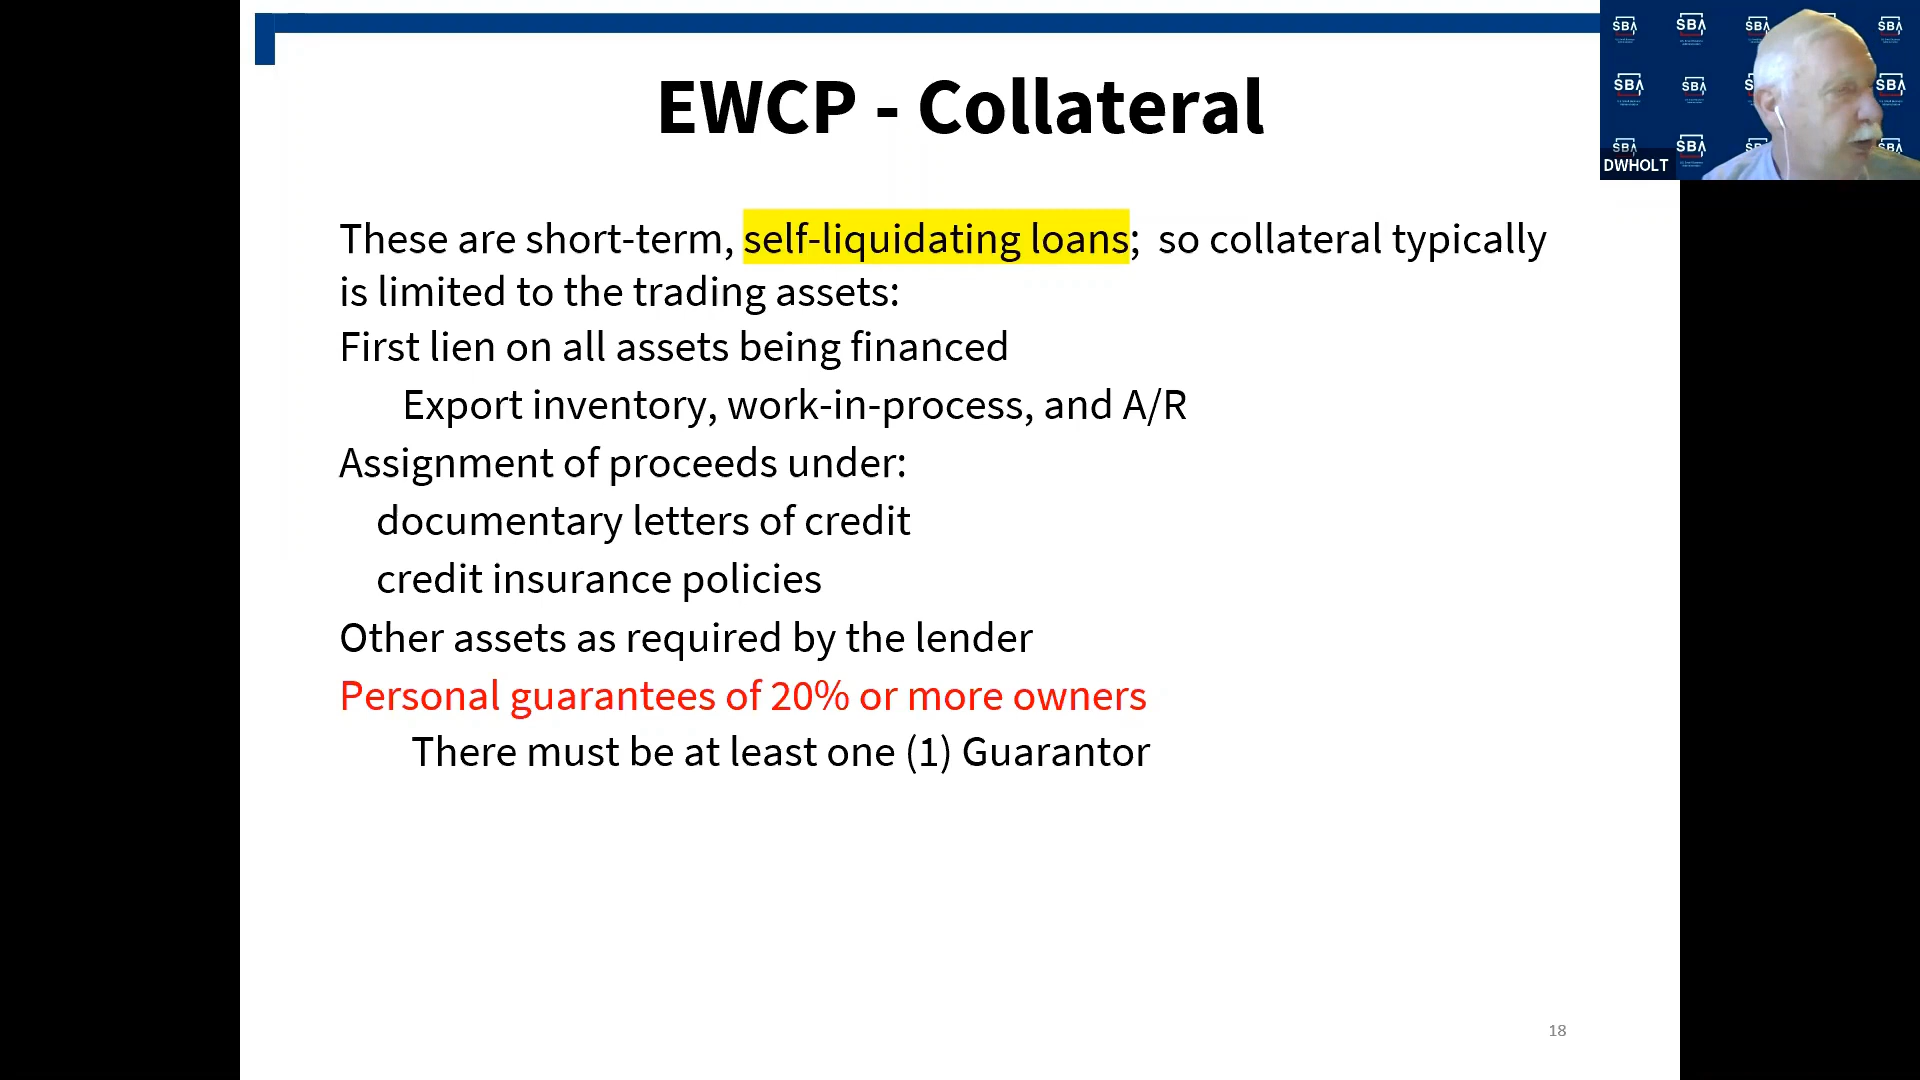 EWCP - Collateral
These are short-term, self-liquidating loans; so collateral typically
is limited to the trading assets:
First lien on all assets being financed
Export inventory, work-in-process, and A/R
Assignment of proceeds under:
documentary letters of credit
credit insurance policies
Other assets as required by the lender
Personal guarantees of 20% or more owners
There must be at least one (1) Guarantor
18
SBA SBA SBA SBA
SBA SBA SBA
SBA SBA SBA
DWHOLT